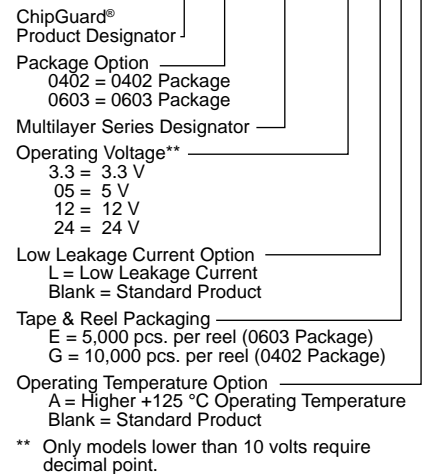 ChipGuard®
Product Designator
Package Option
0402 = 0402 Package
0603 = 0603 Package
Multilayer Series Designator
Operating Voltage**
3.3 = 3.3 V
05 = 5 V
12 = 12 V
24 = 24 V
Low Leakage Current Option
L = Low Leakage Current
Blank = Standard Product
Tape & Reel Packaging
E = 5,000 pcs. per reel (0603 Package)
G = 10,000 pcs. per reel (0402 Package)
Operating Temperature Option
A = Higher +125 °C Operating Temperature
Blank = Standard Product
** Only models lower than 10 volts require
decimal point.